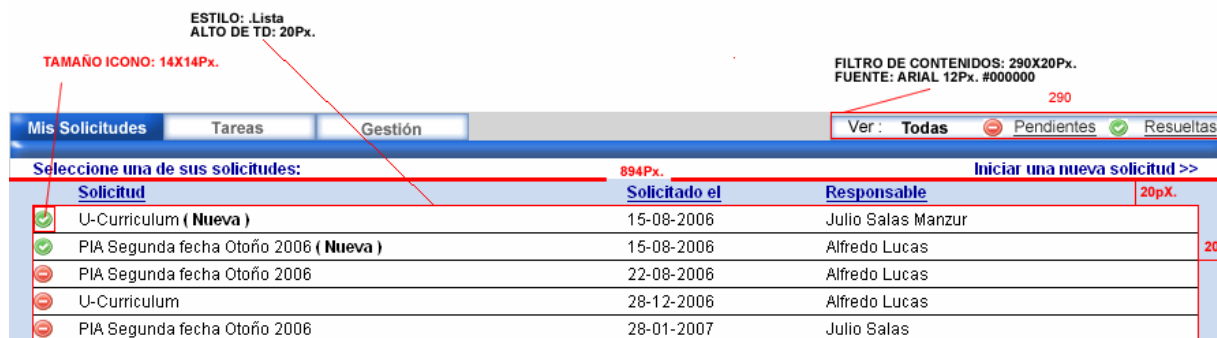 ESTILO: .Lista
ALTO DE TD: 20Px.
TAMAÑO ICONO: 14X14Px.
FILTRO DE CONTENIDOS: 290X20Px.
FUENTE: ARIAL 12Px. #000000
290
Mis Solicitudes Tareas Gestión Ver : Todas Pendientes Resueltas
Seleccione una de sus solicitudes: 894Px. Iniciar una nueva solicitud >>
Solicitud Solicitado el Responsable 20pX.
U-Curriculum ( Nueva ) 15-08-2006 Julio Salas Manzur
PIA Segunda fecha Otoño 2006 ( Nueva ) 15-08-2006 Alfredo Lucas 20
PIA Segunda fecha Otoño 2006 22-08-2006 Alfredo Lucas
U-Curriculum 28-12-2006 Alfredo Lucas
PIA Segunda fecha Otoño 2006 28-01-2007 Julio Salas